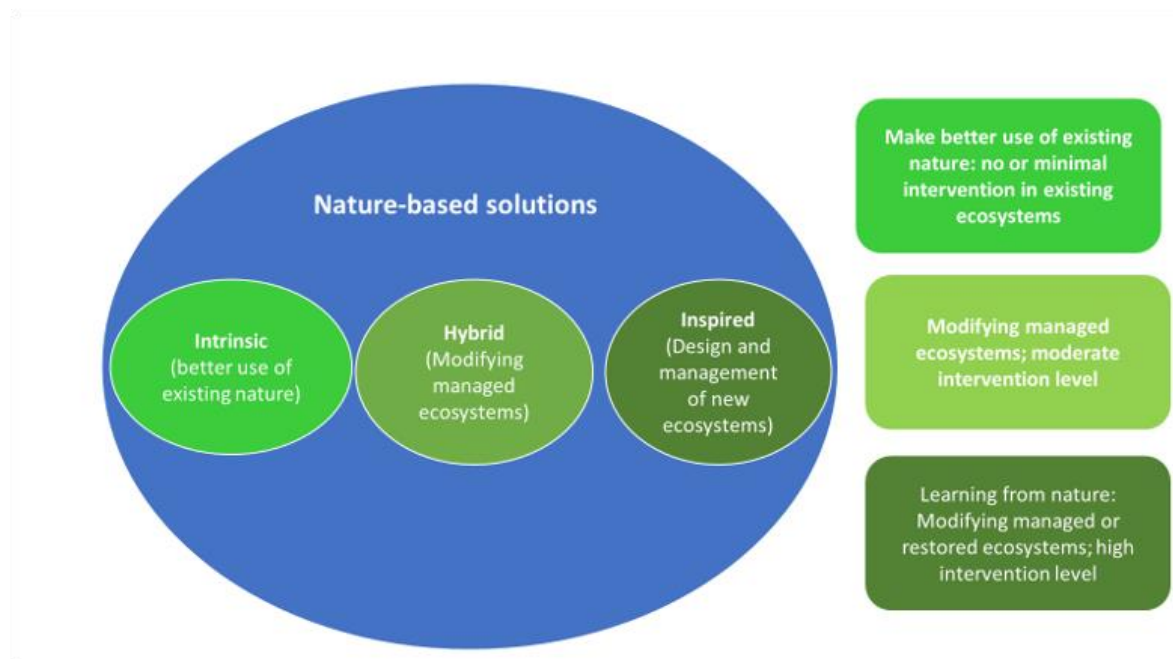 Nature-based solutions
Intrinsic
(better use of
existing nature)
Hybrid
(Modifying
managed
ecosystems)
Inspired
(Design and
management
of new
ecosystems)
Make better use of existing
nature: no or minimal
intervention in existing
ecosystems
Modifying managed
ecosystems; moderate
intervention level
Learning from nature:
Modifying managed or
restored ecosystems; high
intervention level